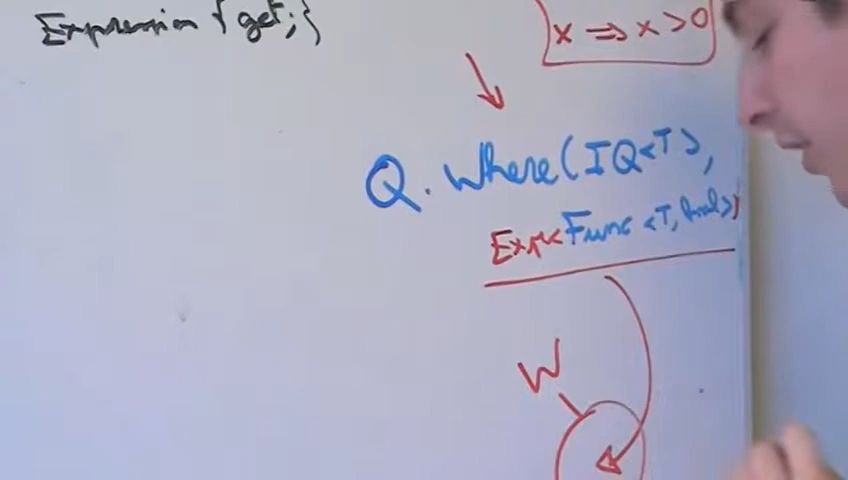 Expression { get; }
x => x > 0
Q. Where( IQ<T>,
Expr<Func <T, bool>>)
W